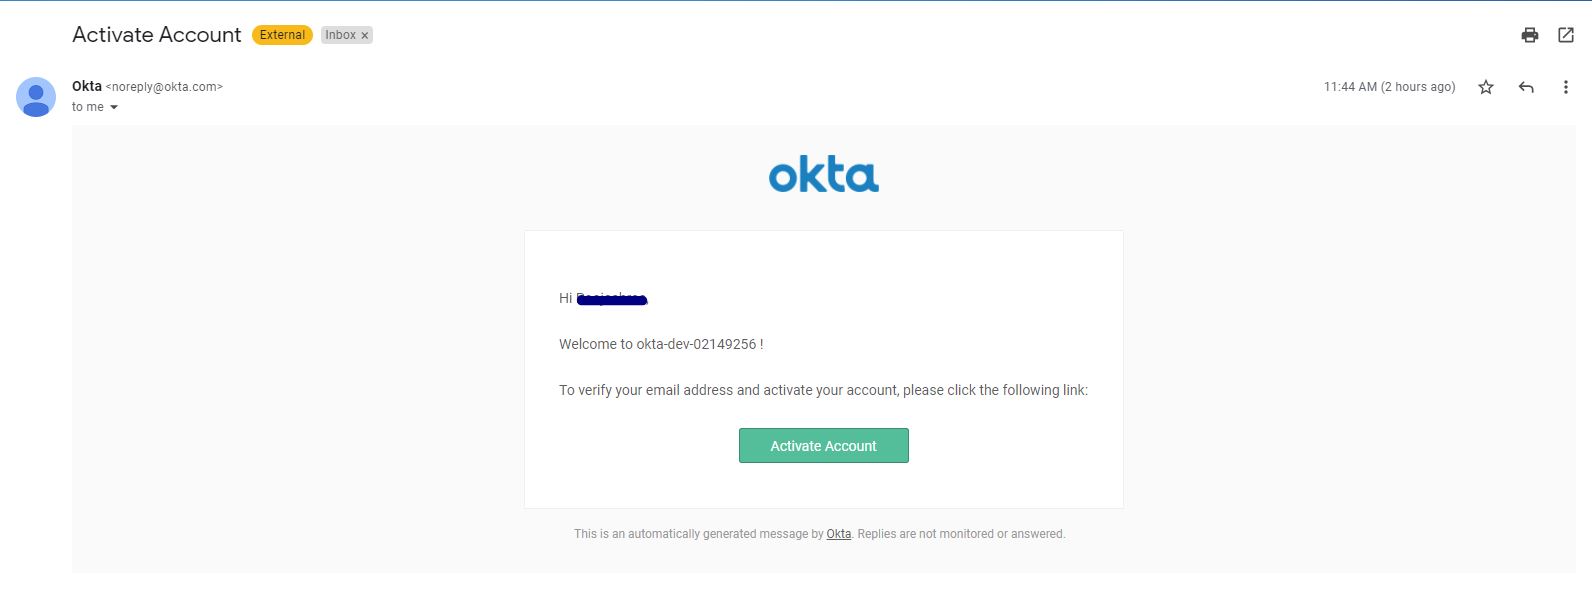 Activate Account External Inbox ×
Okta <noreply@okta.com> 11:44 AM (2 hours ago)
to me
okta
Hi
Welcome to okta-dev-02149256 !
To verify your email address and activate your account, please click the following link:
Activate Account
This is an automatically generated message by Okta. Replies are not monitored or answered.